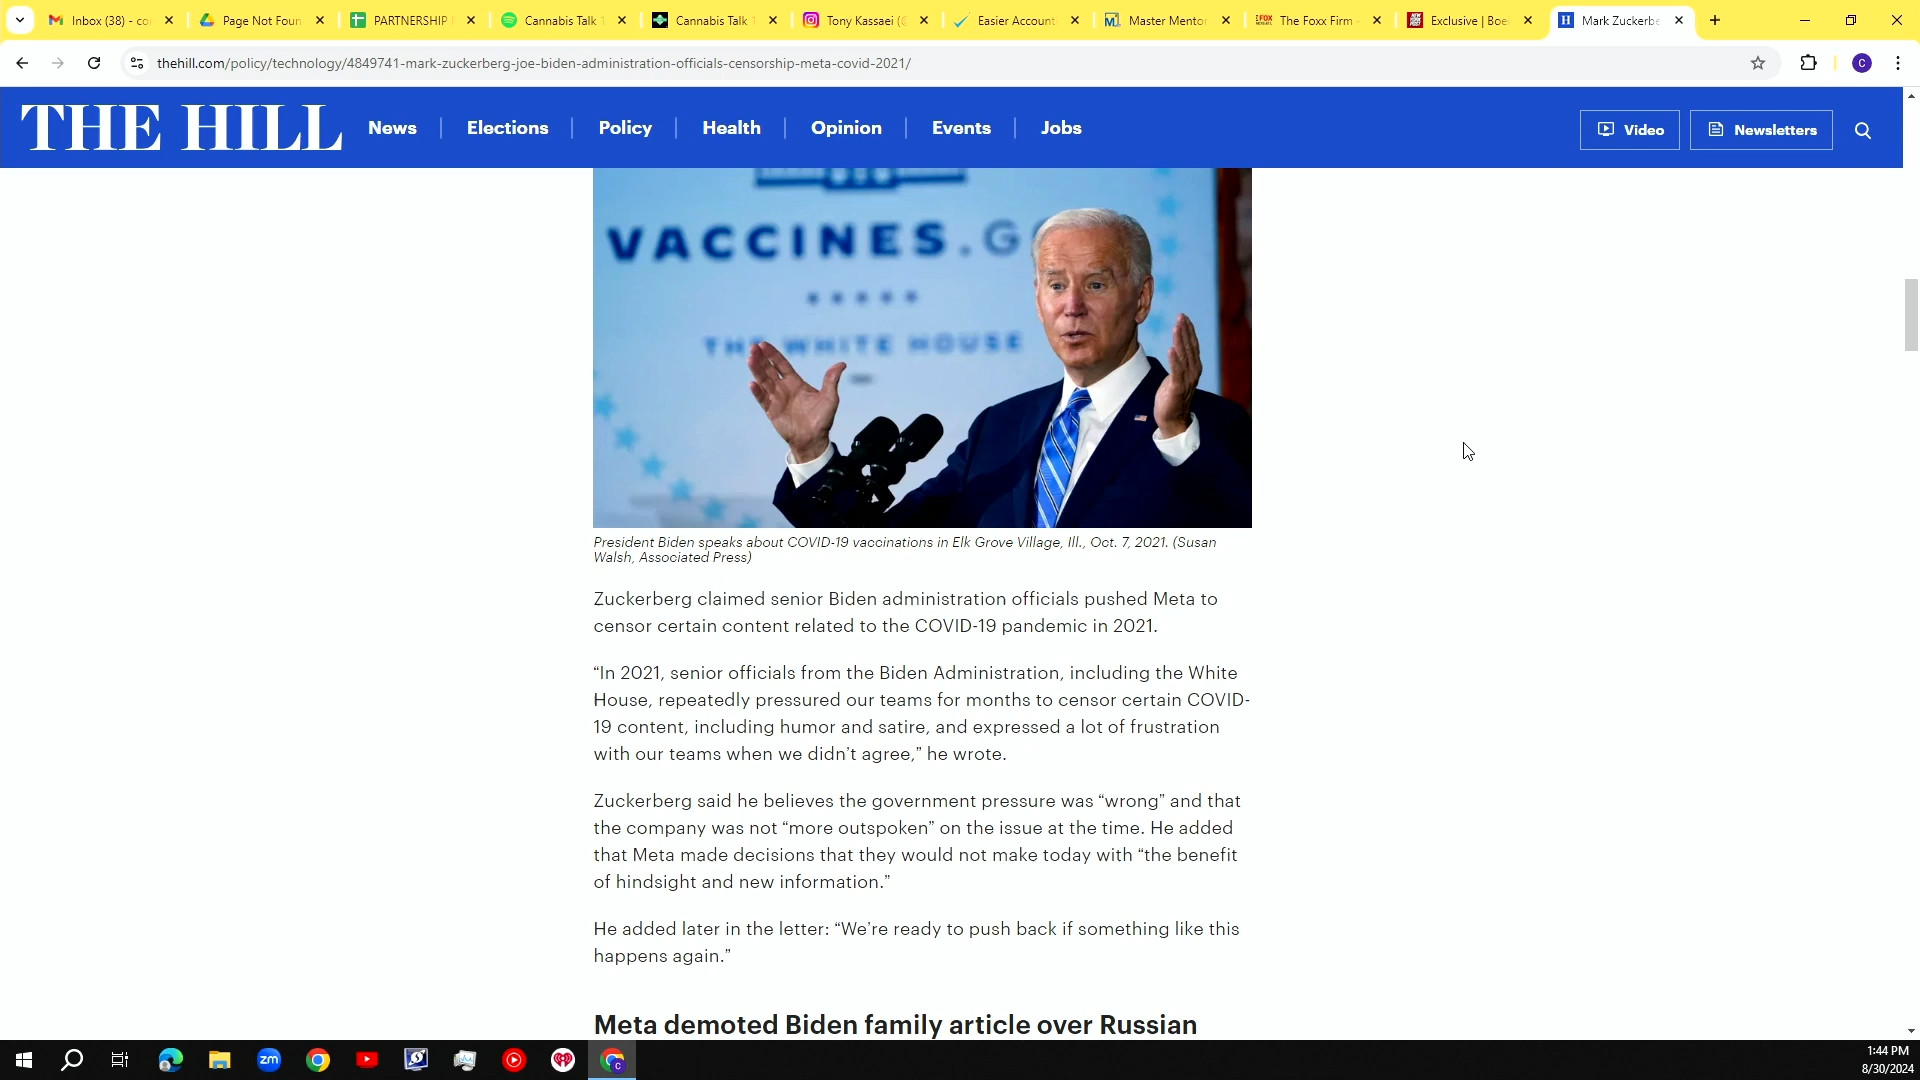 Inbox (38) - co
Page Not Foun
PARTNERSHIP
Cannabis Talk 1
Cannabis Talk 1
Tony Kassaei (@
Easier Accounti
Master Mentor
The Foxx Firm -
Exclusive | Boe
Mark Zuckerbe
thehill.com/policy/technology/4849741-mark-zuckerberg-joe-biden-administration-officials-censorship-meta-covid-2021/
C
THE HILL
News
Elections
Policy
Health
Opinion
Events
Jobs
Video
Newsletters
VACCINES.G
THE WHITE HOUSE
President Biden speaks about COVID-19 vaccinations in Elk Grove Village, Ill., Oct. 7, 2021. (Susan
Walsh, Associated Press)
Zuckerberg claimed senior Biden administration officials pushed Meta to
censor certain content related to the COVID-19 pandemic in 2021.
“In 2021, senior officials from the Biden Administration, including the White
House, repeatedly pressured our teams for months to censor certain COVID-
19 content, including humor and satire, and expressed a lot of frustration
with our teams when we didn’t agree,” he wrote.
Zuckerberg said he believes the government pressure was “wrong” and that
the company was not “more outspoken” on the issue at the time. He added
that Meta made decisions that they would not make today with “the benefit
of hindsight and new information.”
He added later in the letter: “We’re ready to push back if something like this
happens again.”
Meta demoted Biden family article over Russian
zm
1:44 PM
8/30/2024